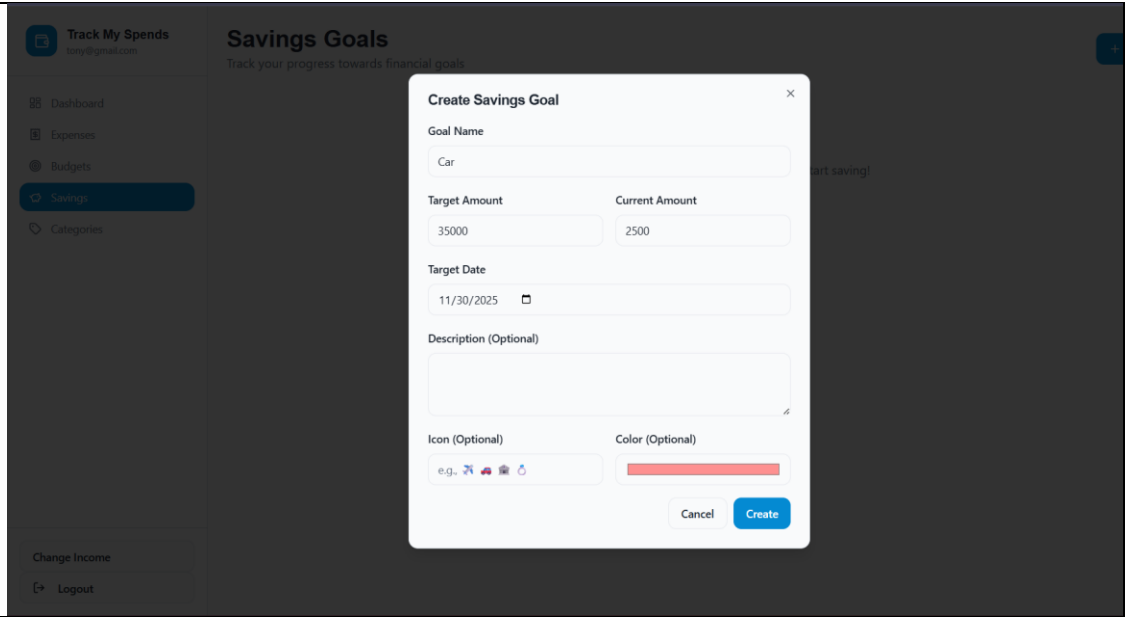 Track My Spends
tony@gmail.com
Dashboard
Expenses
Budgets
Savings
Categories
Change Income
Logout
Savings Goals
Track your progress towards financial goals
+
tart saving!
Create Savings Goal
×
Goal Name
Car
Target Amount Current Amount
35000 2500
Target Date
11/30/2025
Description (Optional)
Icon (Optional) Color (Optional)
e.g., ✈️ 🚗 🏠 💍
Cancel Create